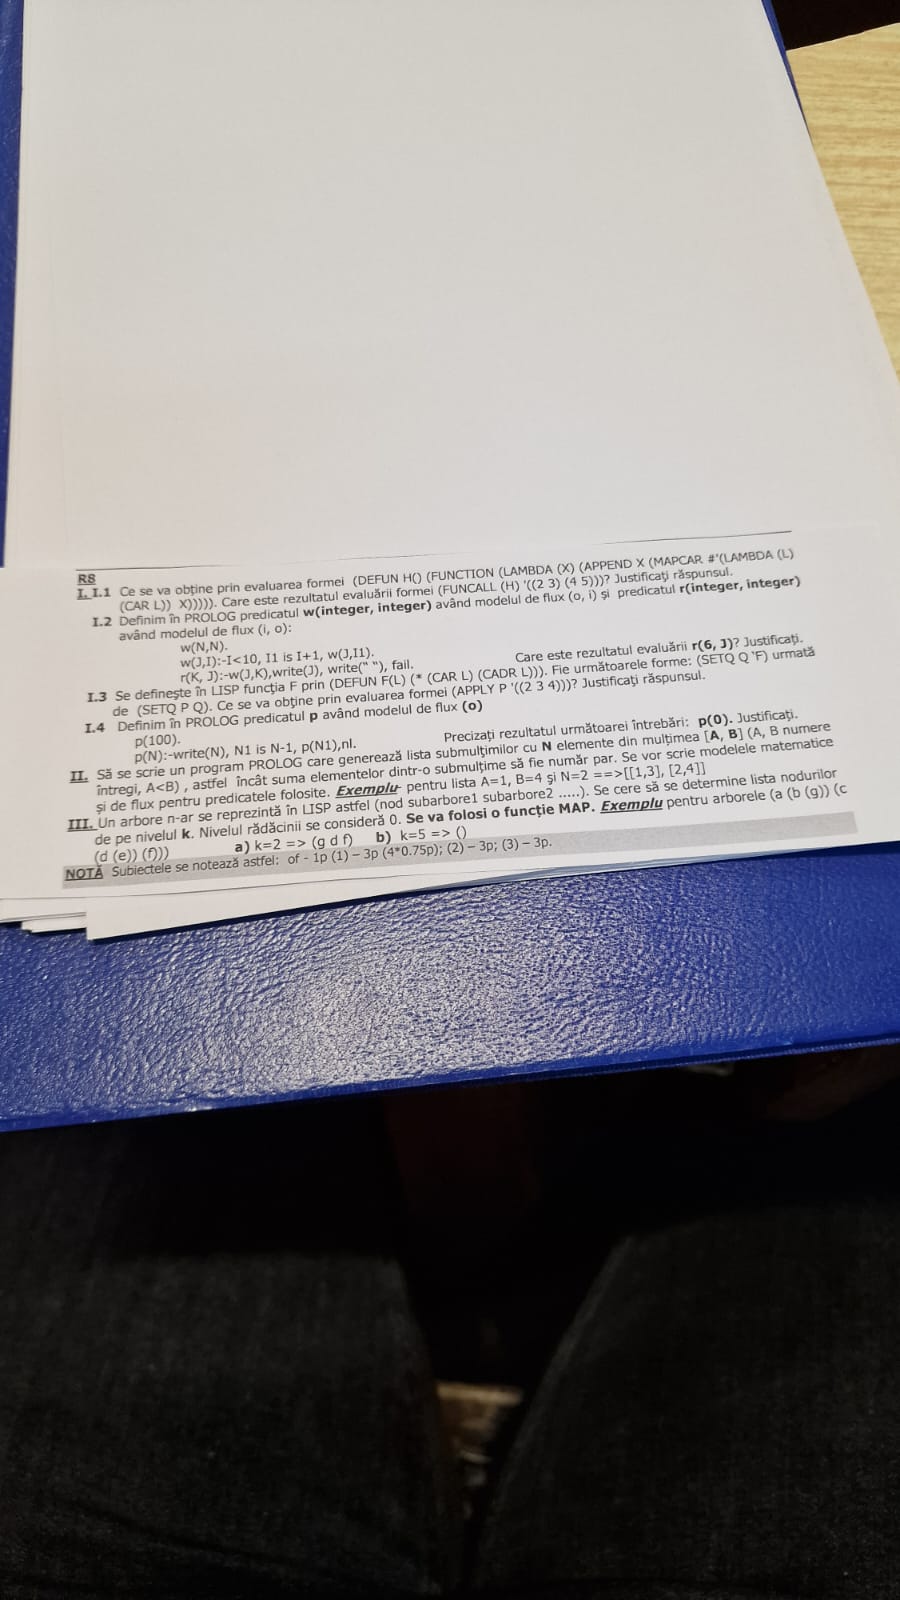 R8
I. I.1 Ce se va obține prin evaluarea formei (DEFUN H() (FUNCTION (LAMBDA (X) (APPEND X (MAPCAR #'(LAMBDA (L)
(CAR L)) X))))). Care este rezultatul evaluării formei (FUNCALL (H) '((2 3) (4 5)))? Justificați răspunsul.
I.2 Definim în PROLOG predicatul w(integer, integer) având modelul de flux (o, i) și predicatul r(integer, integer)
având modelul de flux (i, o):
w(N,N).
w(J,I):-I<10, I1 is I+1, w(J,I1).
r(K, J):-w(J,K),write(J), write(" "), fail. Care este rezultatul evaluării r(6, J)? Justificați.
I.3 Se definește în LISP funcția F prin (DEFUN F(L) (* (CAR L) (CADR L))). Fie următoarele forme: (SETQ Q 'F) urmată
de (SETQ P Q). Ce se va obține prin evaluarea formei (APPLY P '((2 3 4)))? Justificați răspunsul.
I.4 Definim în PROLOG predicatul p având modelul de flux (o)
p(100).
p(N):-write(N), N1 is N-1, p(N1),nl. Precizați rezultatul următoarei întrebări: p(0). Justificați.
II. Să se scrie un program PROLOG care generează lista submulțimilor cu N elemente din mulțimea [A, B] (A, B numere
întregi, A<B) , astfel încât suma elementelor dintr-o submulțime să fie număr par. Se vor scrie modelele matematice
și de flux pentru predicatele folosite. Exemplu- pentru lista A=1, B=4 și N=2 ==>[[1,3], [2,4]]
III. Un arbore n-ar se reprezintă în LISP astfel (nod subarbore1 subarbore2 .....). Se cere să se determine lista nodurilor
de pe nivelul k. Nivelul rădăcinii se consideră 0. Se va folosi o funcție MAP. Exemplu pentru arborele (a (b (g)) (c
(d (e)) (f))) a) k=2 => (g d f) b) k=5 => ()
NOTĂ Subiectele se notează astfel: of - 1p (1) – 3p (4*0.75p); (2) – 3p; (3) – 3p.